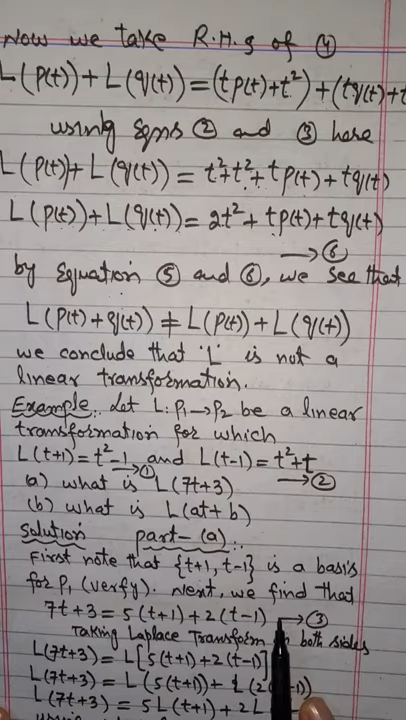 Now we take R.H.S of ④
L(p(t)) + L(q(t)) = (tp(t)+t²) + (tq(t)+t
using Eqns ② and ③ here
L(p(t)) + L(q(t)) = t²+t²+tp(t)+tq(t)
L(p(t)) + L(q(t)) = 2t²+tp(t)+tq(t)
→⑥
by Equation ⑤ and ⑥, we see that
L(p(t)+q(t)) ≠ L(p(t)) + L(q(t))
we conclude that 'L' is not a
linear transformation.
Example:. Let L:P₁→P₂ be a linear
transformation for which
L(t+1)=t²-1 →① and L(t-1)=t²+t →②
(a) what is L(7t+3)
(b) what is L(at+b)
Solution part-(a):.
First note that {t+1, t-1} is a basis
for P₁ (verify). Next, we find that
7t+3 = 5(t+1)+2(t-1) →③
Taking Laplace Transform both sides
L(7t+3) = L[5(t+1)+2(t-1)]
L(7t+3) = L(5(t+1)) + L(2(t-1))
L(7t+3) = 5L(t+1) + 2L